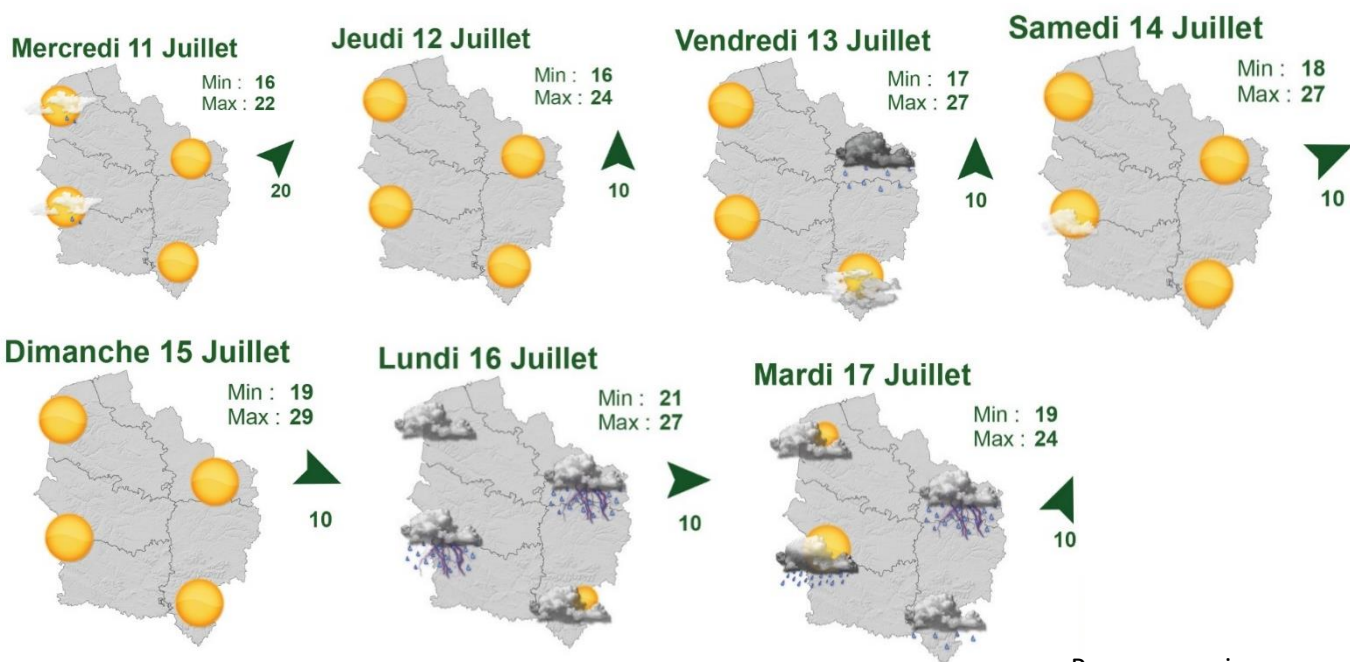 Mercredi 11 Juillet
Min : 16
Max : 22
20
Jeudi 12 Juillet
Min : 16
Max : 24
10
Vendredi 13 Juillet
Min : 17
Max : 27
10
Samedi 14 Juillet
Min : 18
Max : 27
10
Dimanche 15 Juillet
Min : 19
Max : 29
10
Lundi 16 Juillet
Min : 21
Max : 27
10
Mardi 17 Juillet
Min : 19
Max : 24
10